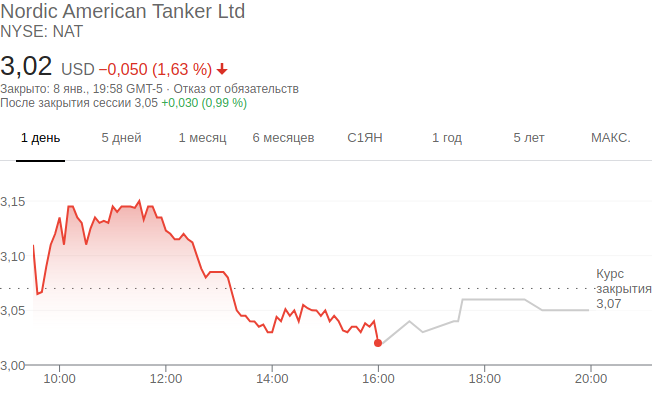 Nordic American Tanker Ltd
NYSE: NAT
3,02 USD −0,050 (1,63 %)
Закрыто: 8 янв., 19:58 GMT-5 · Отказ от обязательств
После закрытия сессии 3,05 +0,030 (0,99 %)
1 день 5 дней 1 месяц 6 месяцев С1ЯН 1 год 5 лет МАКС.
3,15
3,10
Курс
закрытия
3,07
3,05
3,00
10:00 12:00 14:00 16:00 18:00 20:00